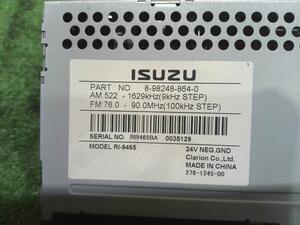 ISUZU
PART NO. 8-98248-864-0
AM:522 - 1629kHz(9kHz STEP)
FM:76.0 - 90.0MHz(100kHz STEP)
SERIAL NO. RI9465BA 0035129
MODEL RI-9465 24V NEG.GND
Clarion Co.,Ltd.
MADE IN CHINA
278-1245-00